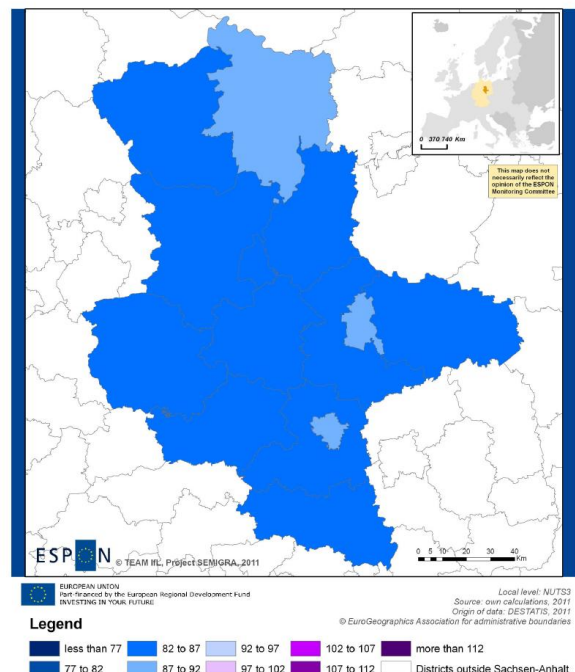 0 370 740 Km
This map does not
necessarily reflect the
opinion of the ESPON
Monitoring Committee
ESPON © TEAM IfL, Project SEMIGRA, 2011
0 5 10 20 30 40
Km
EUROPEAN UNION
Part-financed by the European Regional Development Fund
INVESTING IN YOUR FUTURE
Local level: NUTS3
Source: own calculations, 2011
Origin of data: DESTATIS, 2011
© EuroGeographics Association for administrative boundaries
Legend
less than 77 82 to 87 92 to 97 102 to 107 more than 112
77 to 82 87 to 92 97 to 102 107 to 112 Districts outside Sachsen-Anhalt